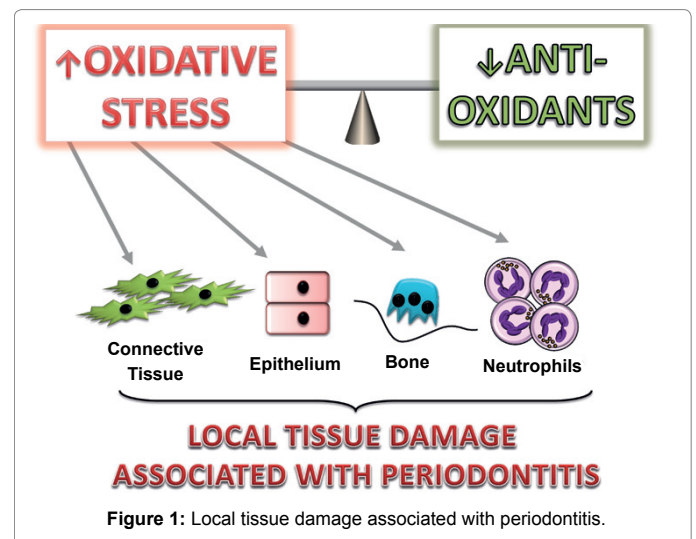 ↑OXIDATIVE
STRESS
↓ANTI-
OXIDANTS
Connective
Tissue
Epithelium
Bone
Neutrophils
LOCAL TISSUE DAMAGE
ASSOCIATED WITH PERIODONTITIS
Figure 1: Local tissue damage associated with periodontitis.